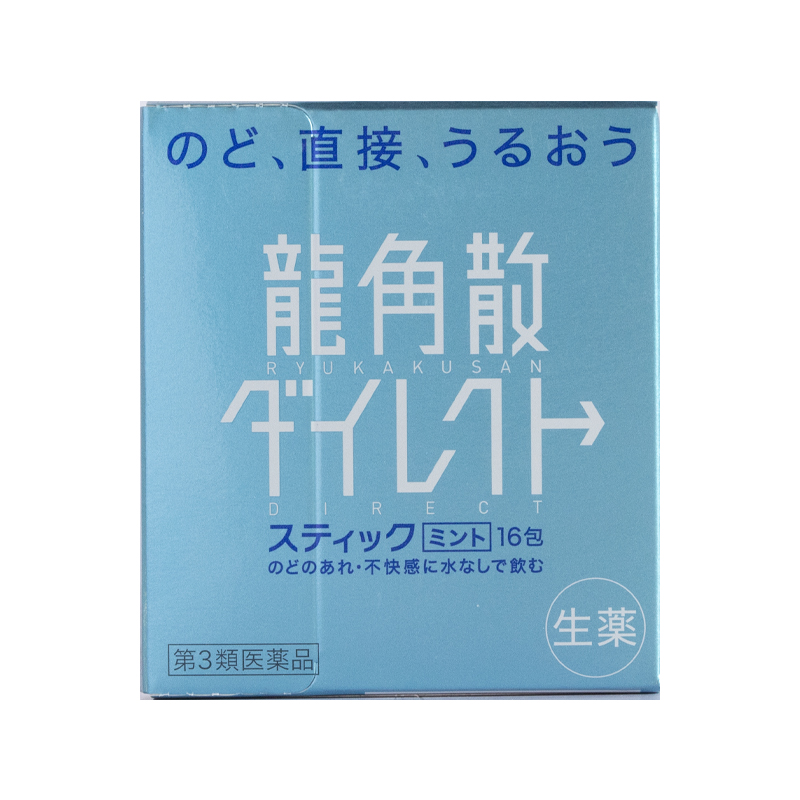 のど、直接、うるおう
龍角散
RYUKAKUSAN
ダイレクト
DIRECT
スティック ミント 16包
のどのあれ・不快感に水なしで飲む
生薬
第3類医薬品